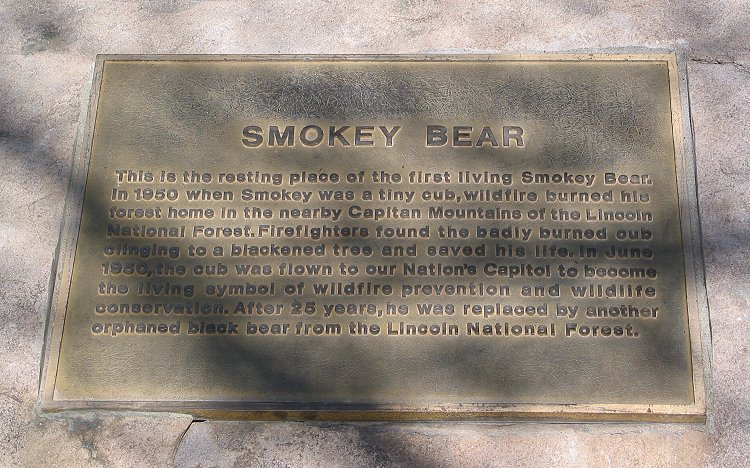 SMOKEY BEAR
This is the resting place of the first living Smokey Bear.
In 1950 when Smokey was a tiny cub, wildfire burned his
forest home in the nearby Capitan Mountains of the Lincoln
National Forest. Firefighters found the badly burned cub
clinging to a blackened tree and saved his life. In June
1950, the cub was flown to our Nation's Capitol to become
the living symbol of wildfire prevention and wildlife
conservation. After 25 years, he was replaced by another
orphaned black bear from the Lincoln National Forest.